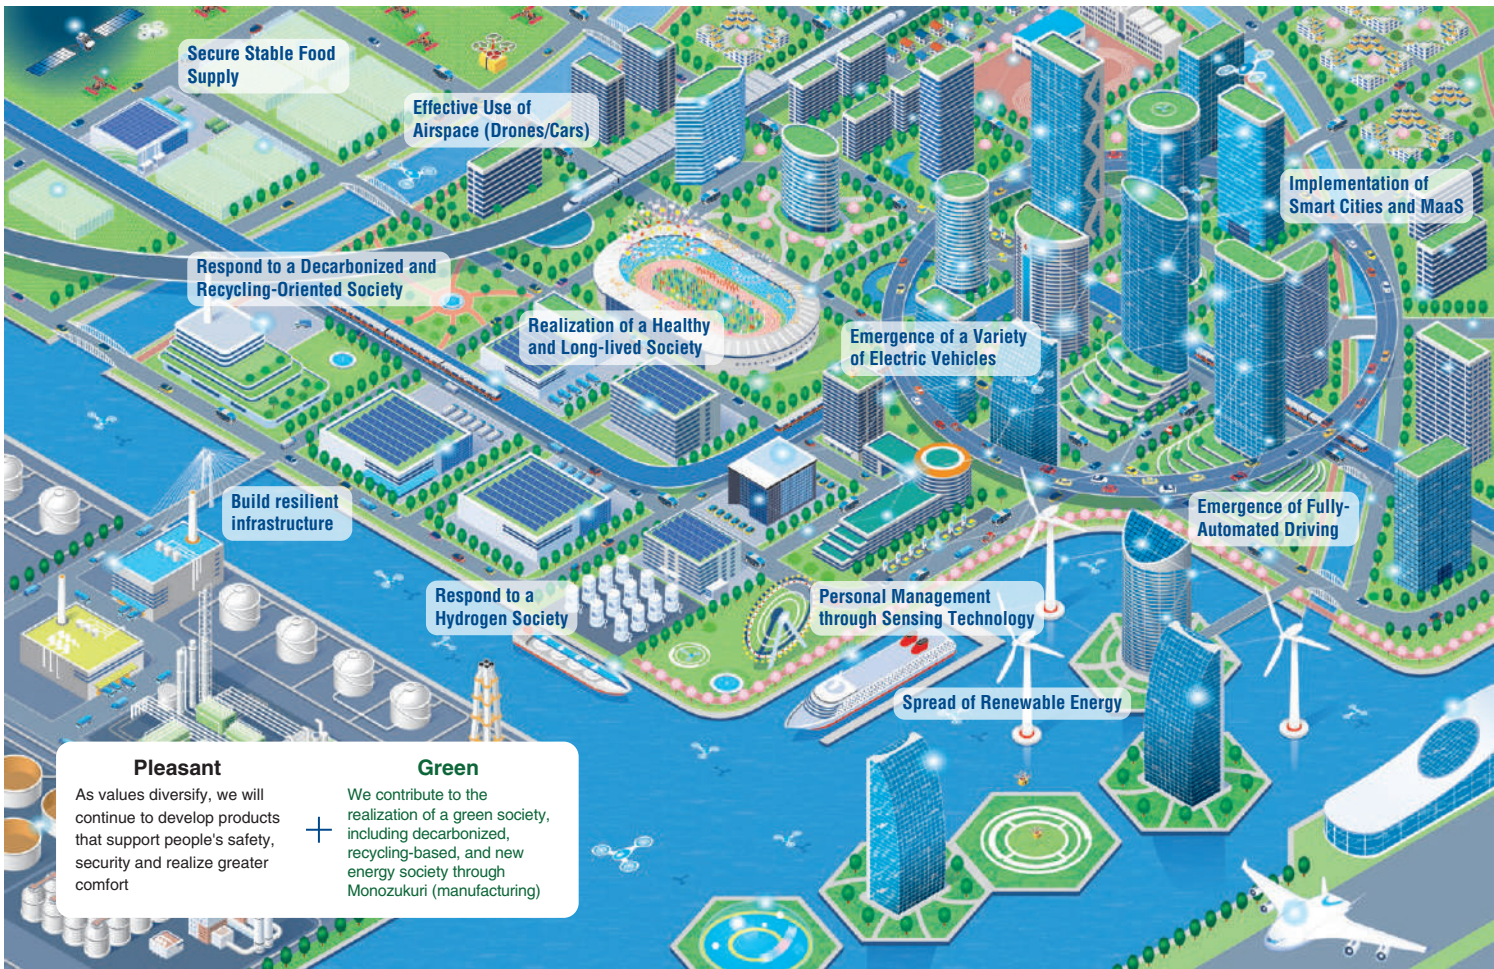 Secure Stable Food
Supply
Effective Use of
Airspace (Drones/Cars)
Implementation of
Smart Cities and MaaS
Respond to a Decarbonized and
Recycling-Oriented Society
Realization of a Healthy
and Long-lived Society
Emergence of a Variety
of Electric Vehicles
Build resilient
infrastructure
Emergence of Fully-
Automated Driving
Respond to a
Hydrogen Society
Personal Management
through Sensing Technology
Spread of Renewable Energy
Pleasant
As values diversify, we will
continue to develop products
that support people's safety,
security and realize greater
comfort
+
Green
We contribute to the
realization of a green society,
including decarbonized,
recycling-based, and new
energy society through
Monozukuri (manufacturing)